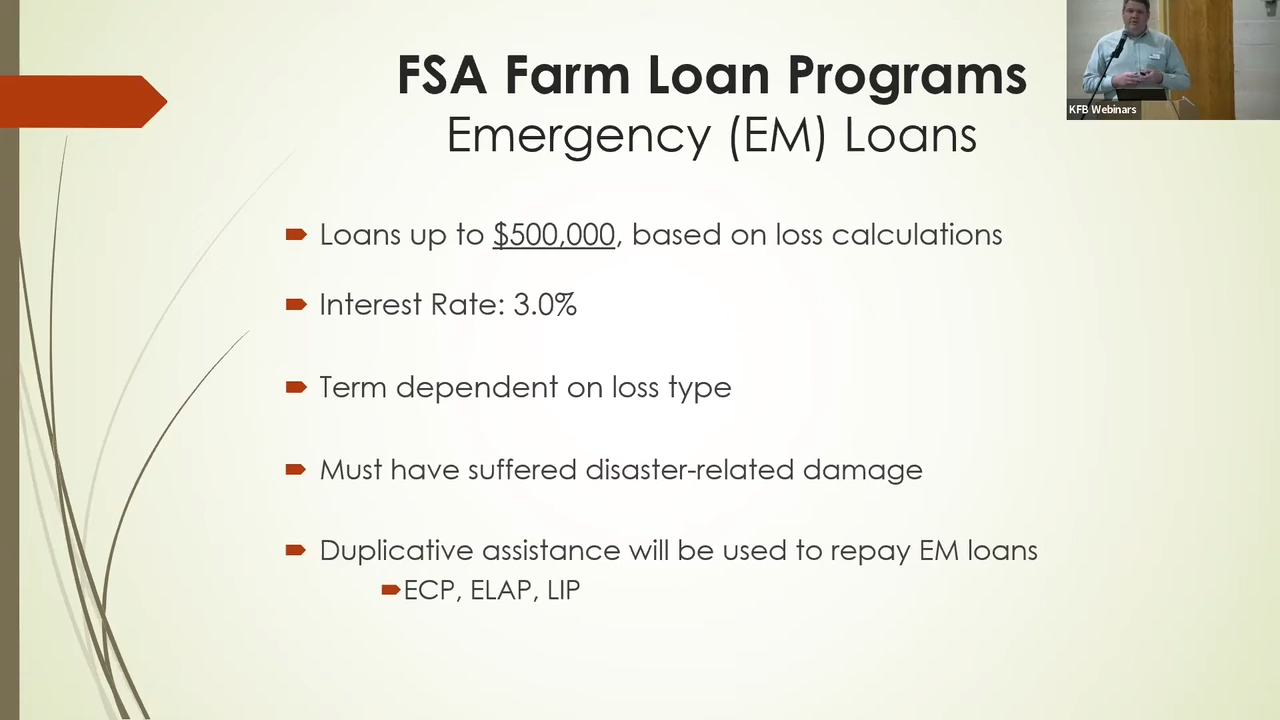 FSA Farm Loan Programs
Emergency (EM) Loans
KFB Webinars
Loans up to $500,000, based on loss calculations
Interest Rate: 3.0%
Term dependent on loss type
Must have suffered disaster-related damage
Duplicative assistance will be used to repay EM loans
ECP, ELAP, LIP